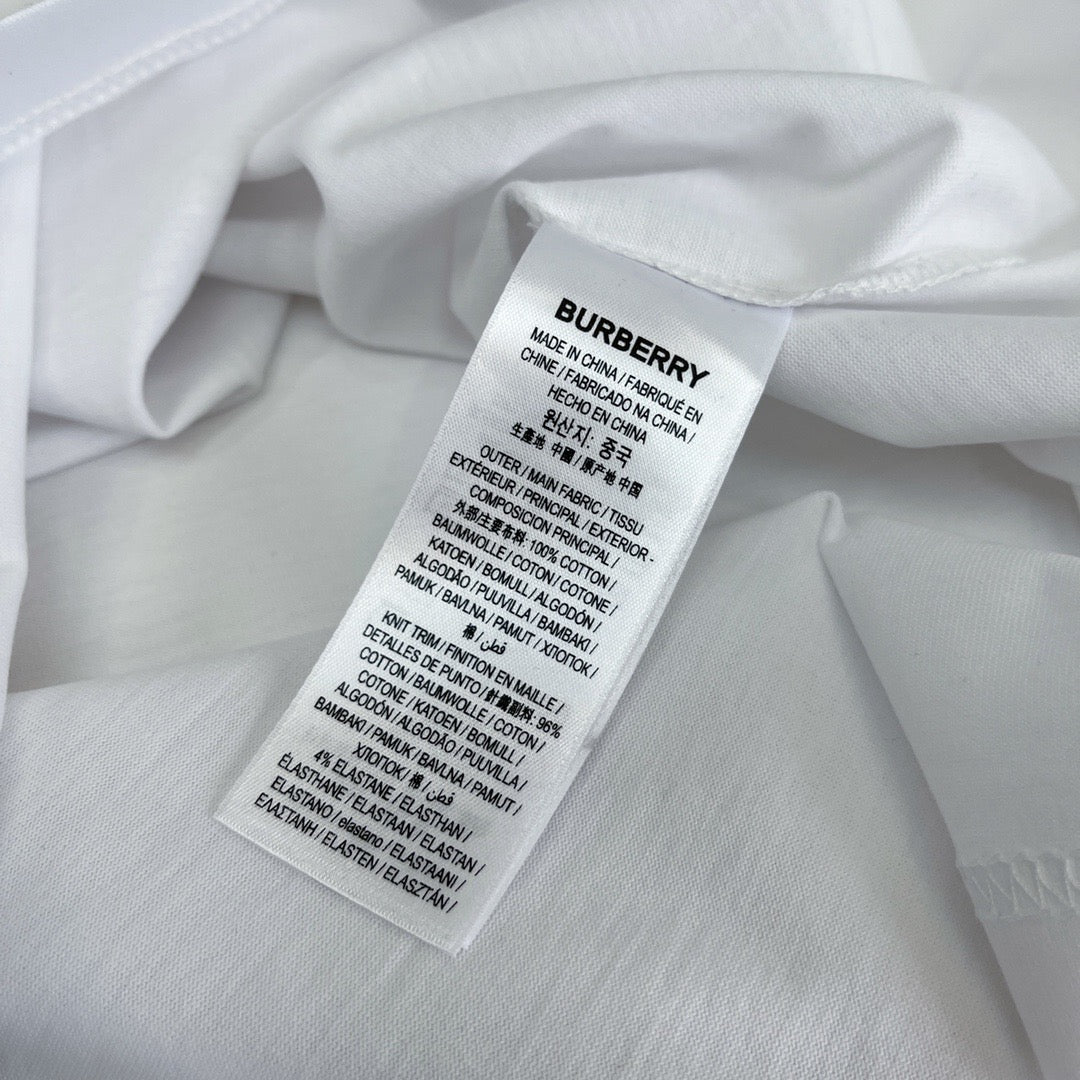 BURBERRY
MADE IN CHINA / FABRIQUÉ EN
CHINE / FABRICADO NA CHINA /
HECHO EN CHINA
원산지: 중국
生產地 中國 / 原产地 中国
OUTER / MAIN FABRIC / TISSU
EXTÉRIEUR / PRINCIPAL / EXTERIOR -
COMPOSICION PRINCIPAL /
外部/主要布料: 100% COTTON /
BAUMWOLLE / COTON / COTONE /
KATOEN / BOMULL / ALGODÓN /
ALGODÃO / PUUVILLA / BAMBAKI /
PAMUK / BAVLNA / PAMUT / ХЛОПОК /
棉 / قطن /
KNIT TRIM / FINITION EN MAILLE /
DETALLES DE PUNTO / 針織副料: 96%
COTTON / BAUMWOLLE / COTON /
COTONE / KATOEN / BOMULL /
ALGODÓN / ALGODÃO / PUUVILLA /
BAMBAKI / PAMUK / BAVLNA / PAMUT /
ХЛОПОК / 棉 / قطن /
4% ELASTANE / ELASTHAN /
ÉLASTHANE / ELASTAAN / ELASTAN /
ELASTANO / elastano / ELASTAANI /
ΕΛΑΣΤΑΝΗ / ELASTEN / ELASZTÁN /